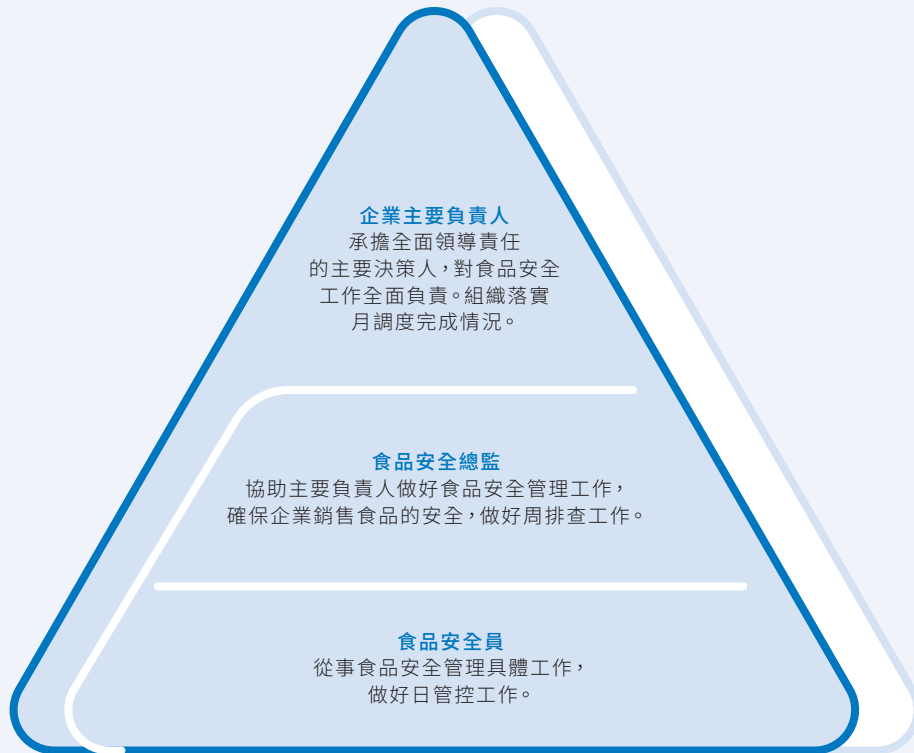 企業主要負責人
承擔全面領導責任
的主要決策人，對食品安全
工作全面負責。組織落實
月調度完成情況。
食品安全總監
協助主要負責人做好食品安全管理工作，
確保企業銷售食品的安全，做好周排查工作。
食品安全員
從事食品安全管理具體工作，
做好日管控工作。